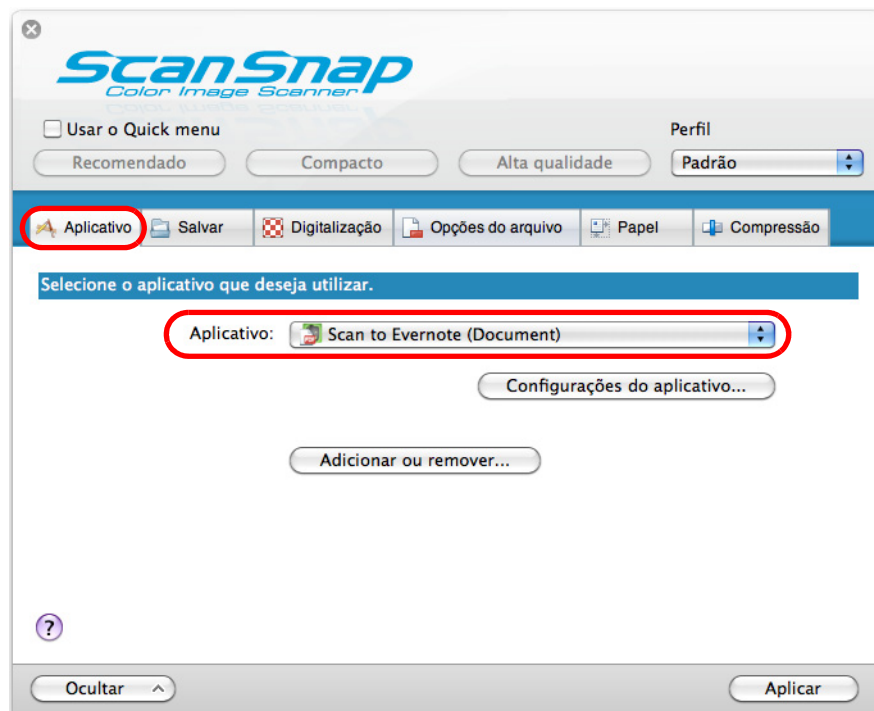 ScanSnap
Color Image Scanner
Usar o Quick menu
Perfil
Recomendado Compacto Alta qualidade Padrão
Aplicativo Salvar Digitalização Opções do arquivo Papel Compressão
Selecione o aplicativo que deseja utilizar.
Aplicativo: Scan to Evernote (Document)
Configurações do aplicativo...
Adicionar ou remover...
?
Ocultar Aplicar